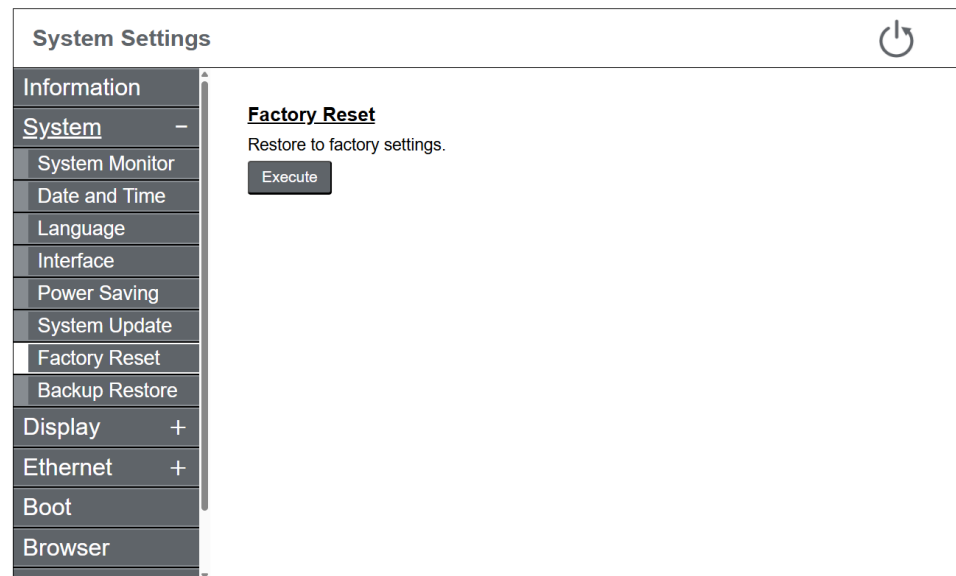 System Settings
Information
System −
System Monitor
Date and Time
Language
Interface
Power Saving
System Update
Factory Reset
Backup Restore
Display +
Ethernet +
Boot
Browser
Factory Reset
Restore to factory settings.
Execute